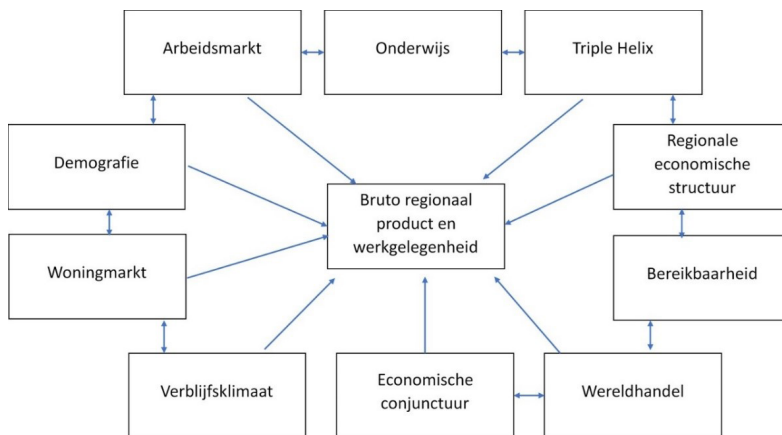 Arbeidsmarkt
Onderwijs
Triple Helix
Demografie
Regionale
economische
structuur
Bruto regionaal
product en
werkgelegenheid
Woningmarkt
Bereikbaarheid
Verblijfsklimaat
Economische
conjunctuur
Wereldhandel